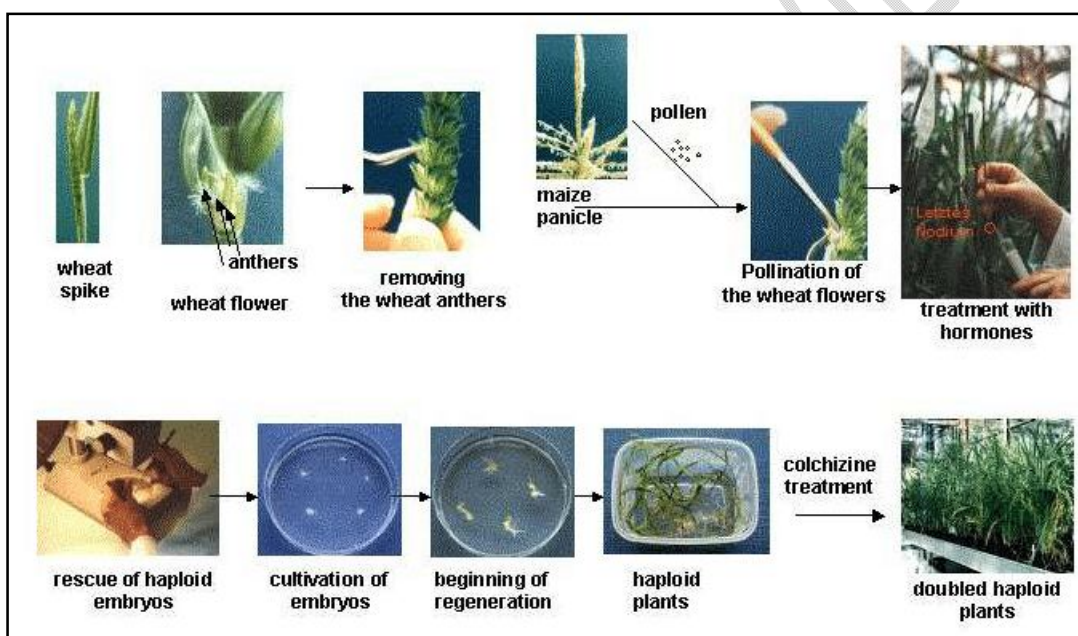 pollen
maize
panicle
Letztes
Nodium
anthers
wheat
spike
wheat flower
removing
the wheat anthers
Pollination of
the wheat flowers
treatment with
hormones
colchizine
treatment
rescue of haploid
embryos
cultivation of
embryos
beginning of
regeneration
haploid
plants
doubled haploid
plants